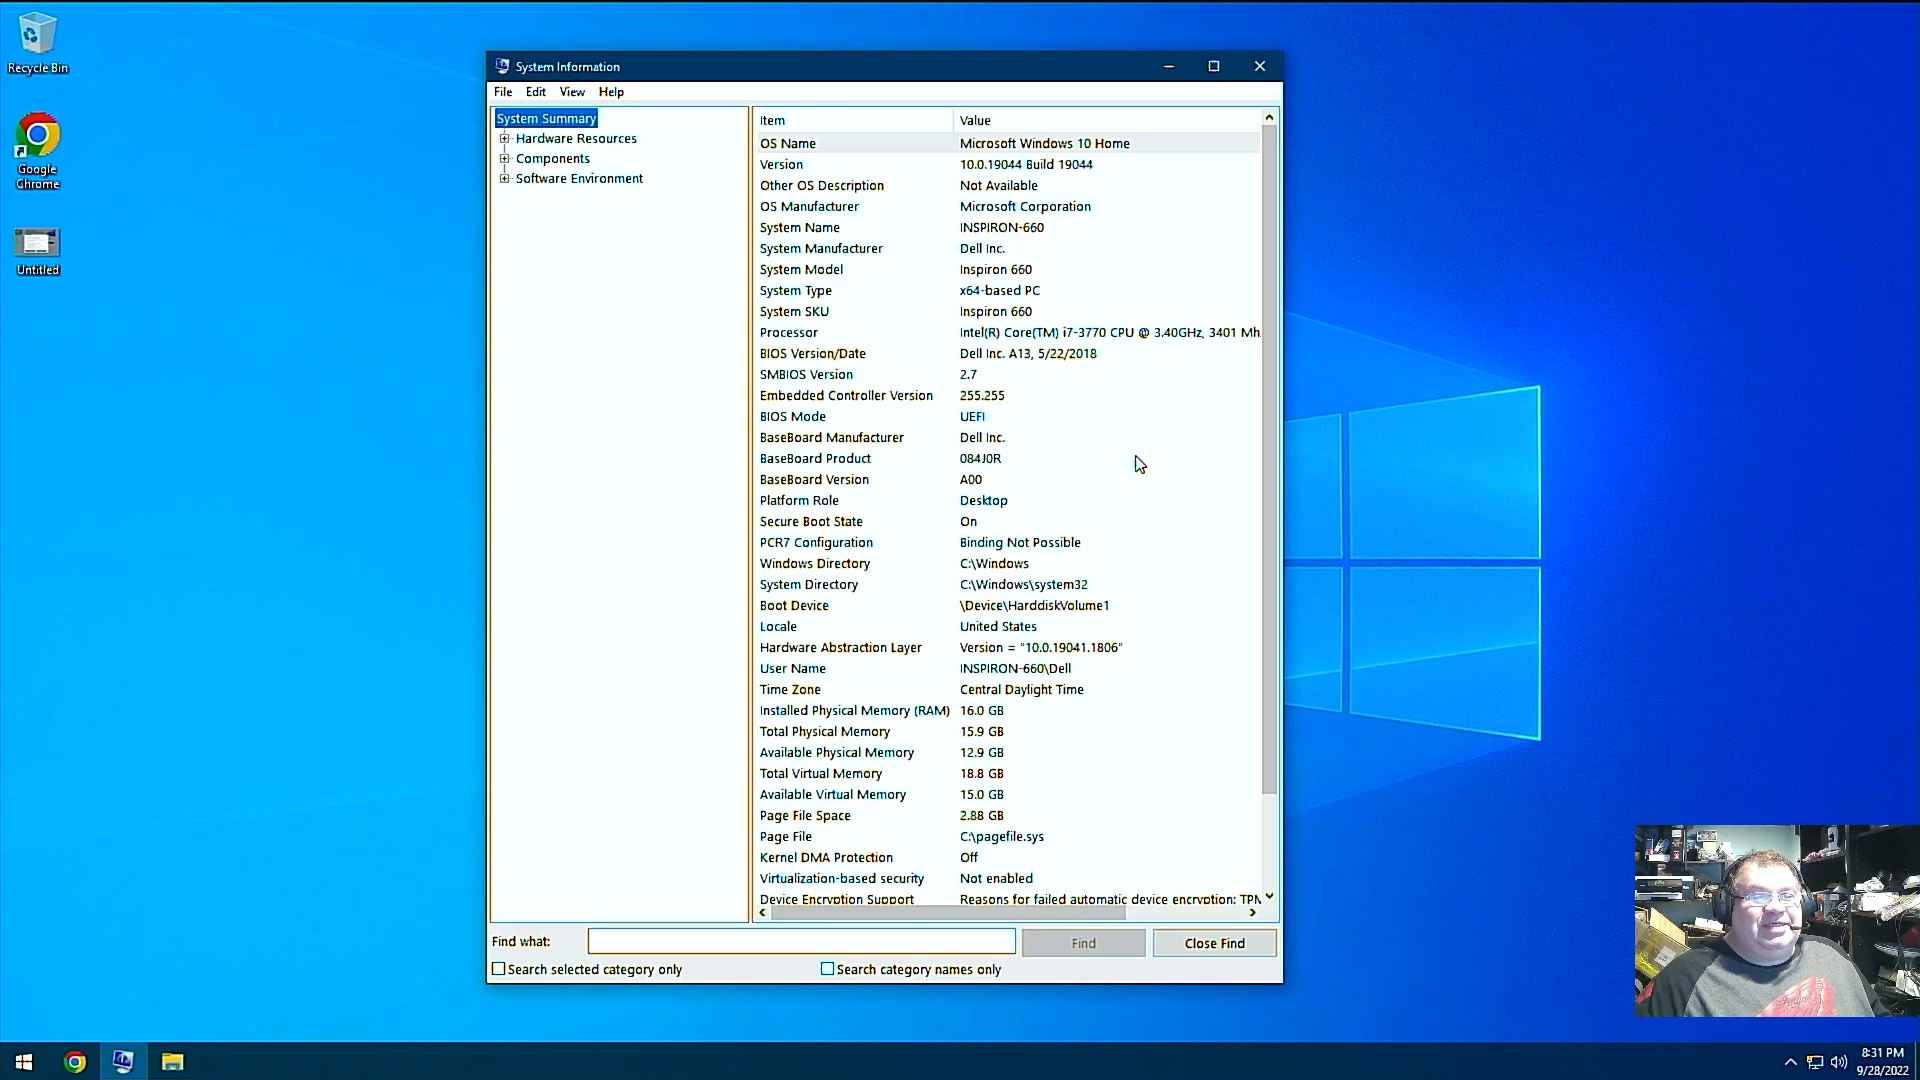 Recycle Bin
Google
Chrome
Untitled
System Information
File Edit View Help
System Summary
Hardware Resources
Components
Software Environment
Item Value
OS Name Microsoft Windows 10 Home
Version 10.0.19044 Build 19044
Other OS Description Not Available
OS Manufacturer Microsoft Corporation
System Name INSPIRON-660
System Manufacturer Dell Inc.
System Model Inspiron 660
System Type x64-based PC
System SKU Inspiron 660
Processor Intel(R) Core(TM) i7-3770 CPU @ 3.40GHz, 3401 Mh
BIOS Version/Date Dell Inc. A13, 5/22/2018
SMBIOS Version 2.7
Embedded Controller Version 255.255
BIOS Mode UEFI
BaseBoard Manufacturer Dell Inc.
BaseBoard Product 084J0R
BaseBoard Version A00
Platform Role Desktop
Secure Boot State On
PCR7 Configuration Binding Not Possible
Windows Directory C:\Windows
System Directory C:\Windows\system32
Boot Device \Device\HarddiskVolume1
Locale United States
Hardware Abstraction Layer Version = "10.0.19041.1806"
User Name INSPIRON-660\Dell
Time Zone Central Daylight Time
Installed Physical Memory (RAM) 16.0 GB
Total Physical Memory 15.9 GB
Available Physical Memory 12.9 GB
Total Virtual Memory 18.8 GB
Available Virtual Memory 15.0 GB
Page File Space 2.88 GB
Page File C:\pagefile.sys
Kernel DMA Protection Off
Virtualization-based security Not enabled
Device Encryption Support Reasons for failed automatic device encryption: TPM
Find what: Find Close Find
Search selected category only Search category names only
8:31 PM
9/28/2022